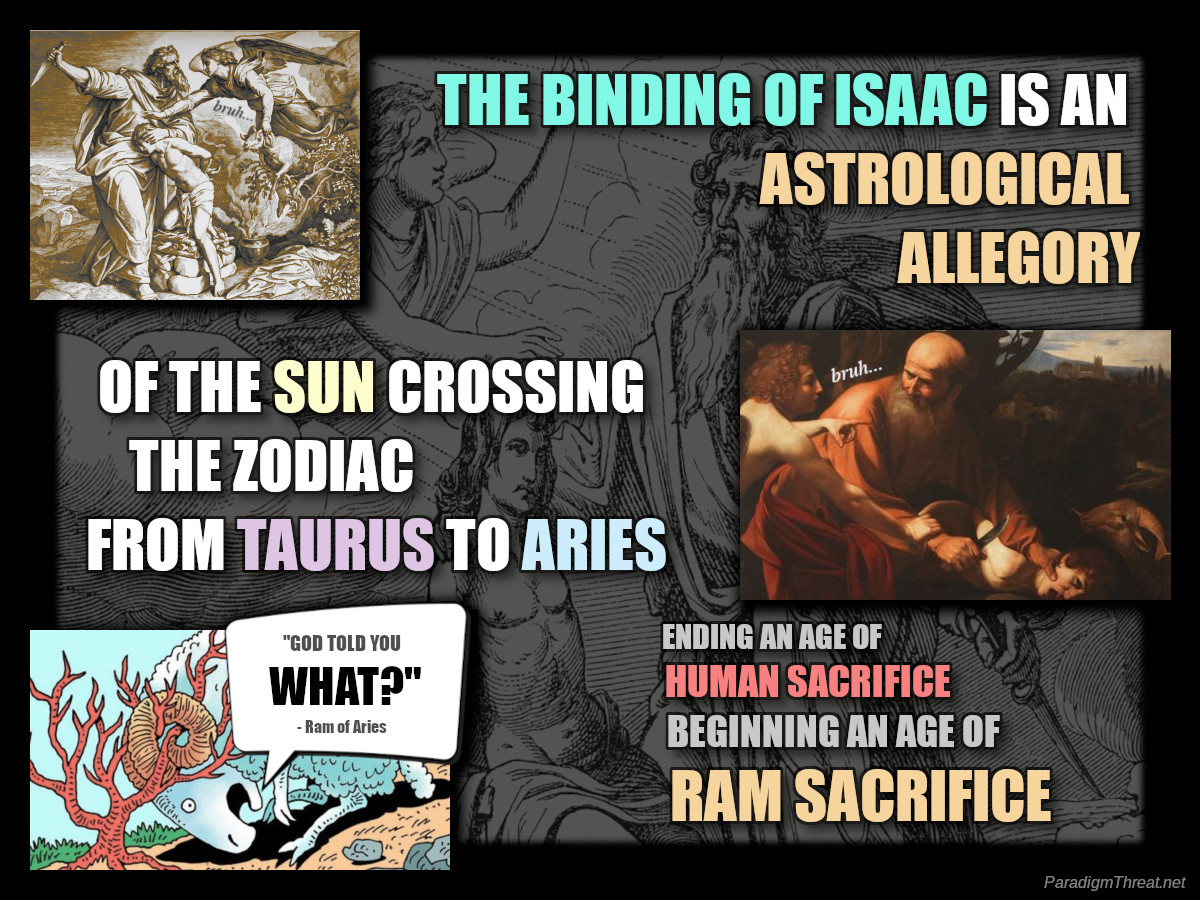 bruh...
THE BINDING OF ISAAC IS AN
ASTROLOGICAL
ALLEGORY
bruh...
OF THE SUN CROSSING
THE ZODIAC
FROM TAURUS TO ARIES
"GOD TOLD YOU
WHAT?"
- Ram of Aries
ENDING AN AGE OF
HUMAN SACRIFICE
BEGINNING AN AGE OF
RAM SACRIFICE
ParadigmThreat.net